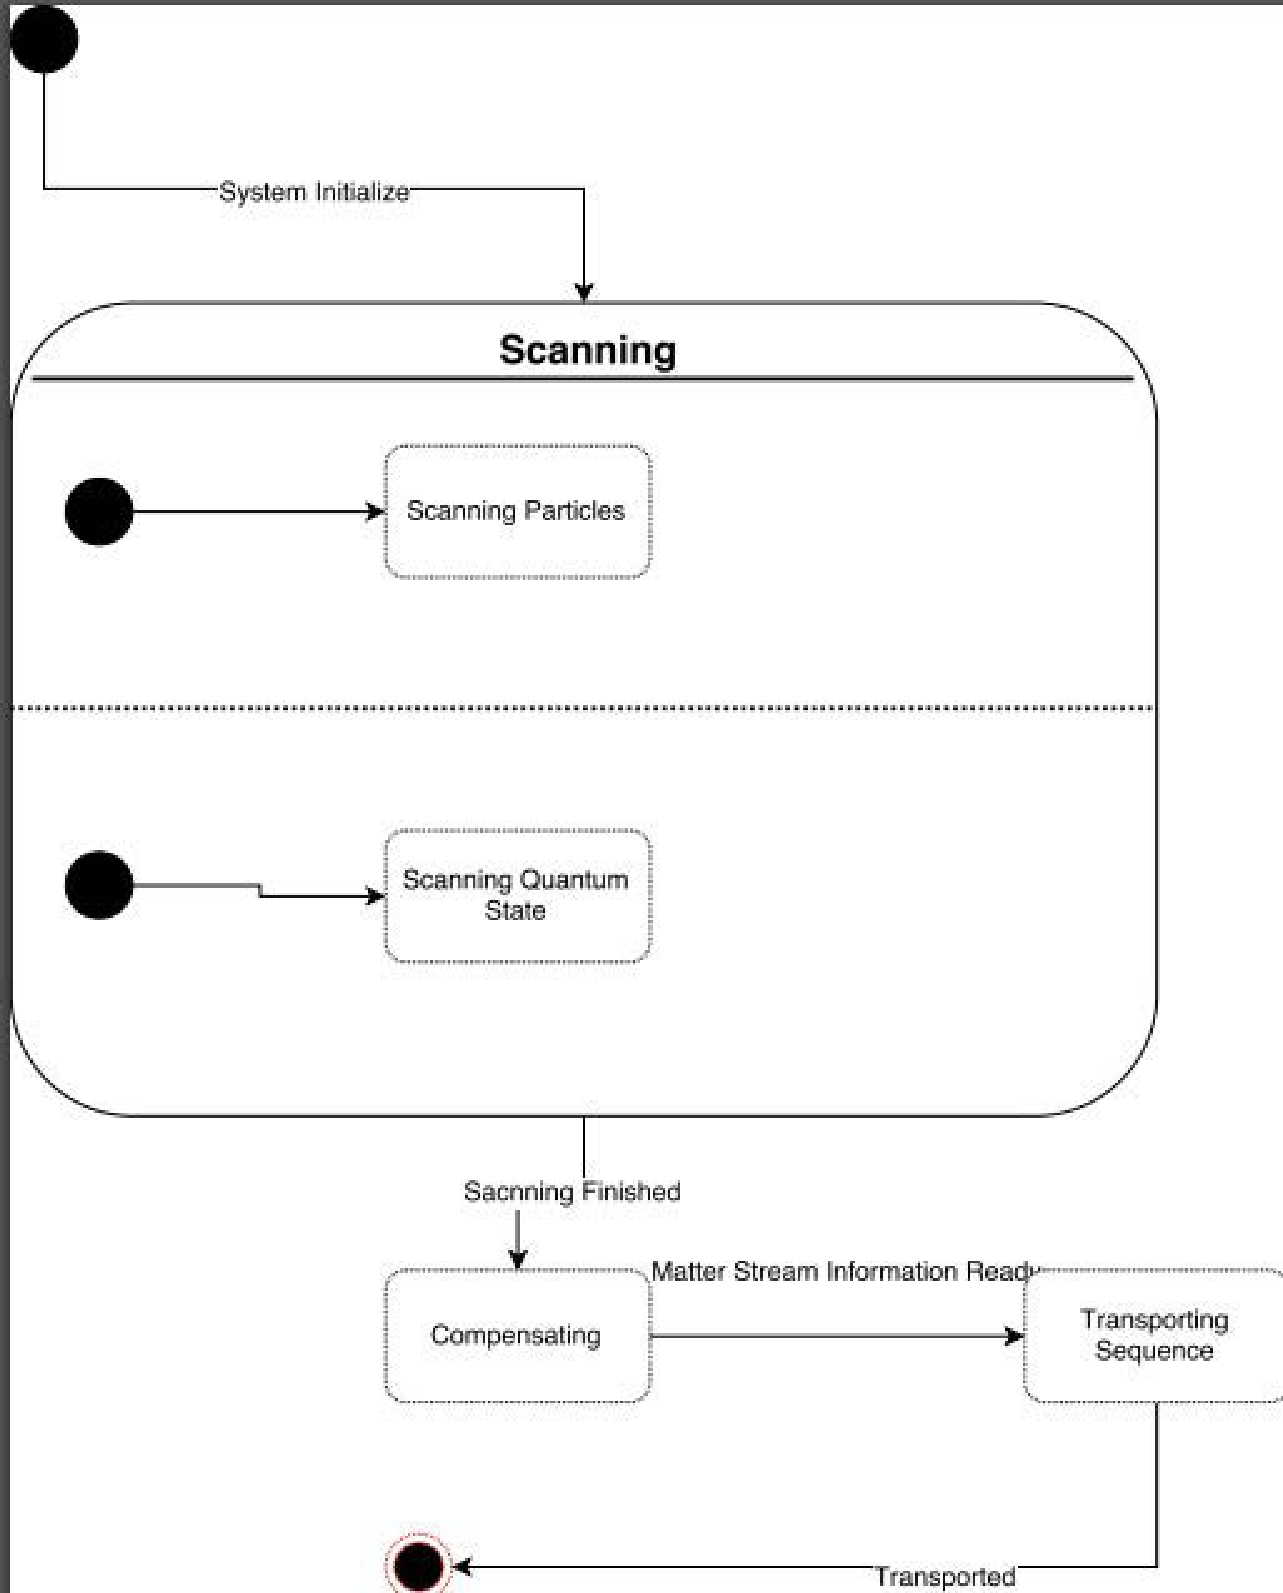 System Initialize
Scanning
Scanning Particles
Scanning Quantum
State
Sacnning Finished
Matter Stream Information Ready
Compensating
Transporting
Sequence
Transported